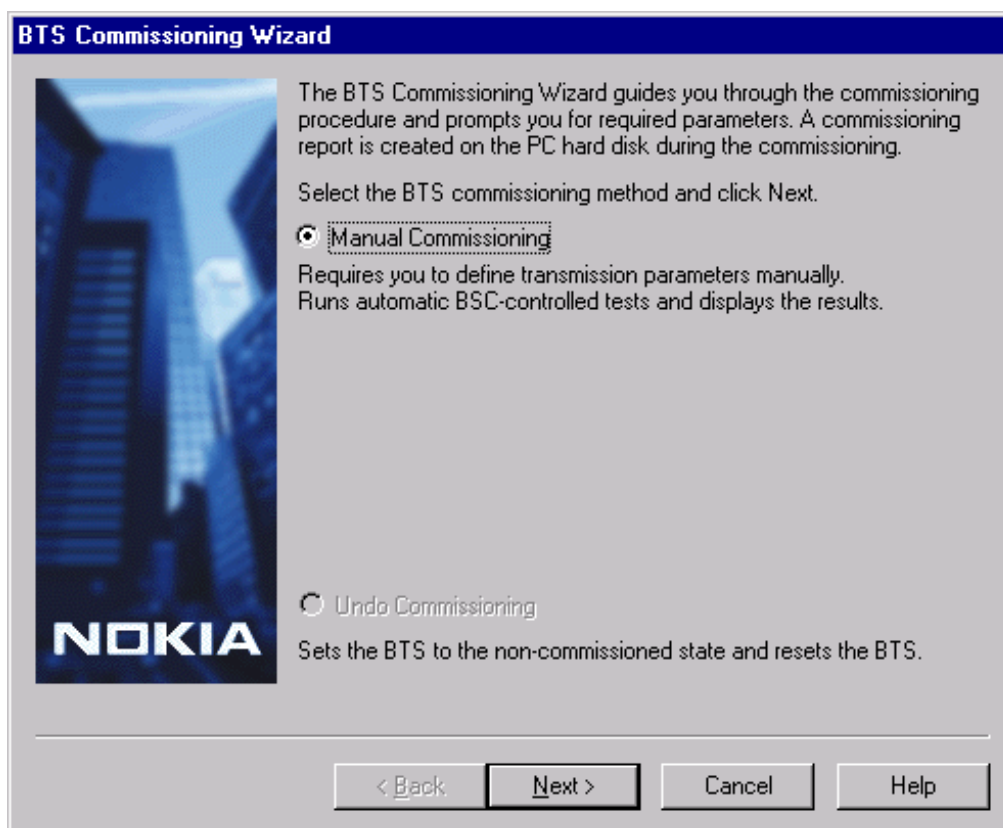 BTS Commissioning Wizard
The BTS Commissioning Wizard guides you through the commissioning
procedure and prompts you for required parameters. A commissioning
report is created on the PC hard disk during the commissioning.
Select the BTS commissioning method and click Next.
Manual Commissioning
Requires you to define transmission parameters manually.
Runs automatic BSC-controlled tests and displays the results.
Undo Commissioning
Sets the BTS to the non-commissioned state and resets the BTS.
NOKIA
< Back
Next >
Cancel
Help